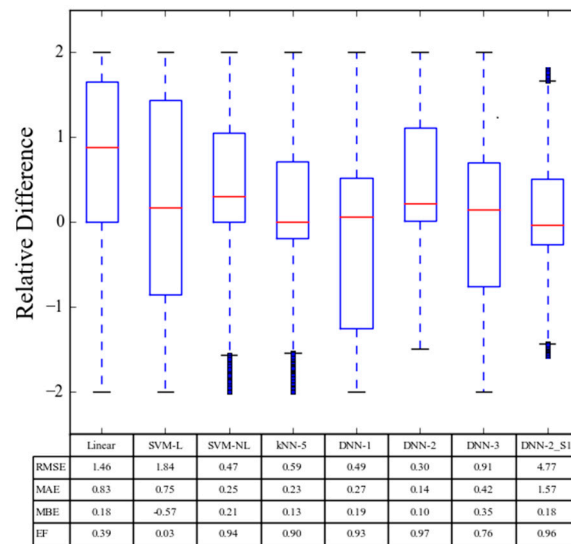 Relative Difference
2
1
0
−1
−2
Linear SVM-L SVM-NL kNN-5 DNN-1 DNN-2 DNN-3 DNN-2_S1
RMSE 1.46 1.84 0.47 0.59 0.49 0.30 0.91 4.77
MAE 0.83 0.75 0.25 0.23 0.27 0.14 0.42 1.57
MBE 0.18 -0.57 0.21 0.13 0.19 0.10 0.35 0.18
EF 0.39 0.03 0.94 0.90 0.93 0.97 0.76 0.96